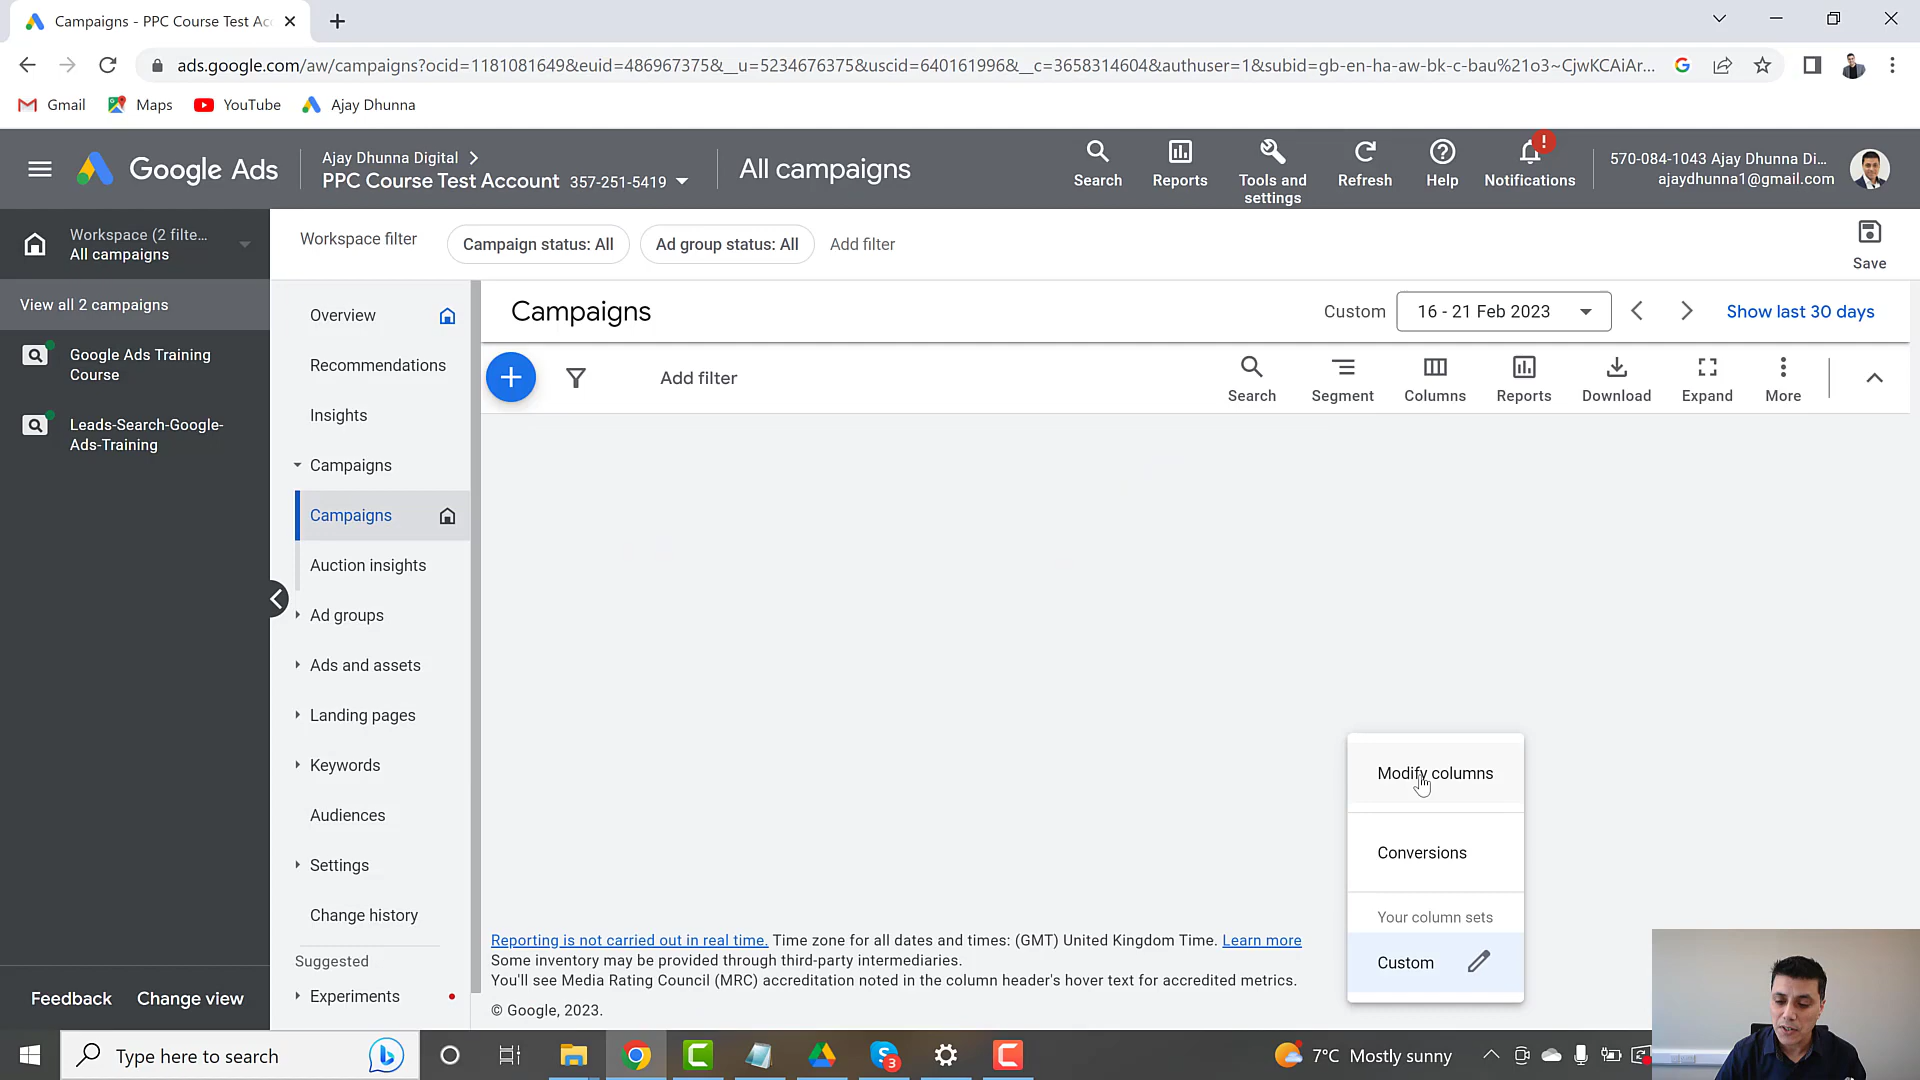 Campaigns - PPC Course Test Acc
ads.google.com/aw/campaigns?ocid=1181081649&euid=486967375&__u=5234676375&uscid=640161996&__c=3658314604&authuser=1&subid=gb-en-ha-aw-bk-c-bau%21o3~CjwKCAiAr...
Gmail
Maps
YouTube
Ajay Dhunna
Google Ads
Ajay Dhunna Digital
PPC Course Test Account 357-251-5419
All campaigns
Search
Reports
Tools and
settings
Refresh
Help
!
Notifications
570-084-1043 Ajay Dhunna Di...
ajaydhunna1@gmail.com
Workspace (2 filte...
All campaigns
Workspace filter
Campaign status: All
Ad group status: All
Add filter
Save
View all 2 campaigns
Google Ads Training
Course
Leads-Search-Google-
Ads-Training
Overview
Recommendations
Insights
Campaigns
Campaigns
Auction insights
Ad groups
Ads and assets
Landing pages
Keywords
Audiences
Settings
Change history
Suggested
Experiments
Feedback
Change view
Campaigns
Custom
16 - 21 Feb 2023
Show last 30 days
Add filter
Search
Segment
Columns
Reports
Download
Expand
More
Modify columns
Conversions
Your column sets
Custom
Reporting is not carried out in real time. Time zone for all dates and times: (GMT) United Kingdom Time. Learn more
Some inventory may be provided through third-party intermediaries.
You'll see Media Rating Council (MRC) accreditation noted in the column header's hover text for accredited metrics.
© Google, 2023.
Type here to search
3
7°C Mostly sunny